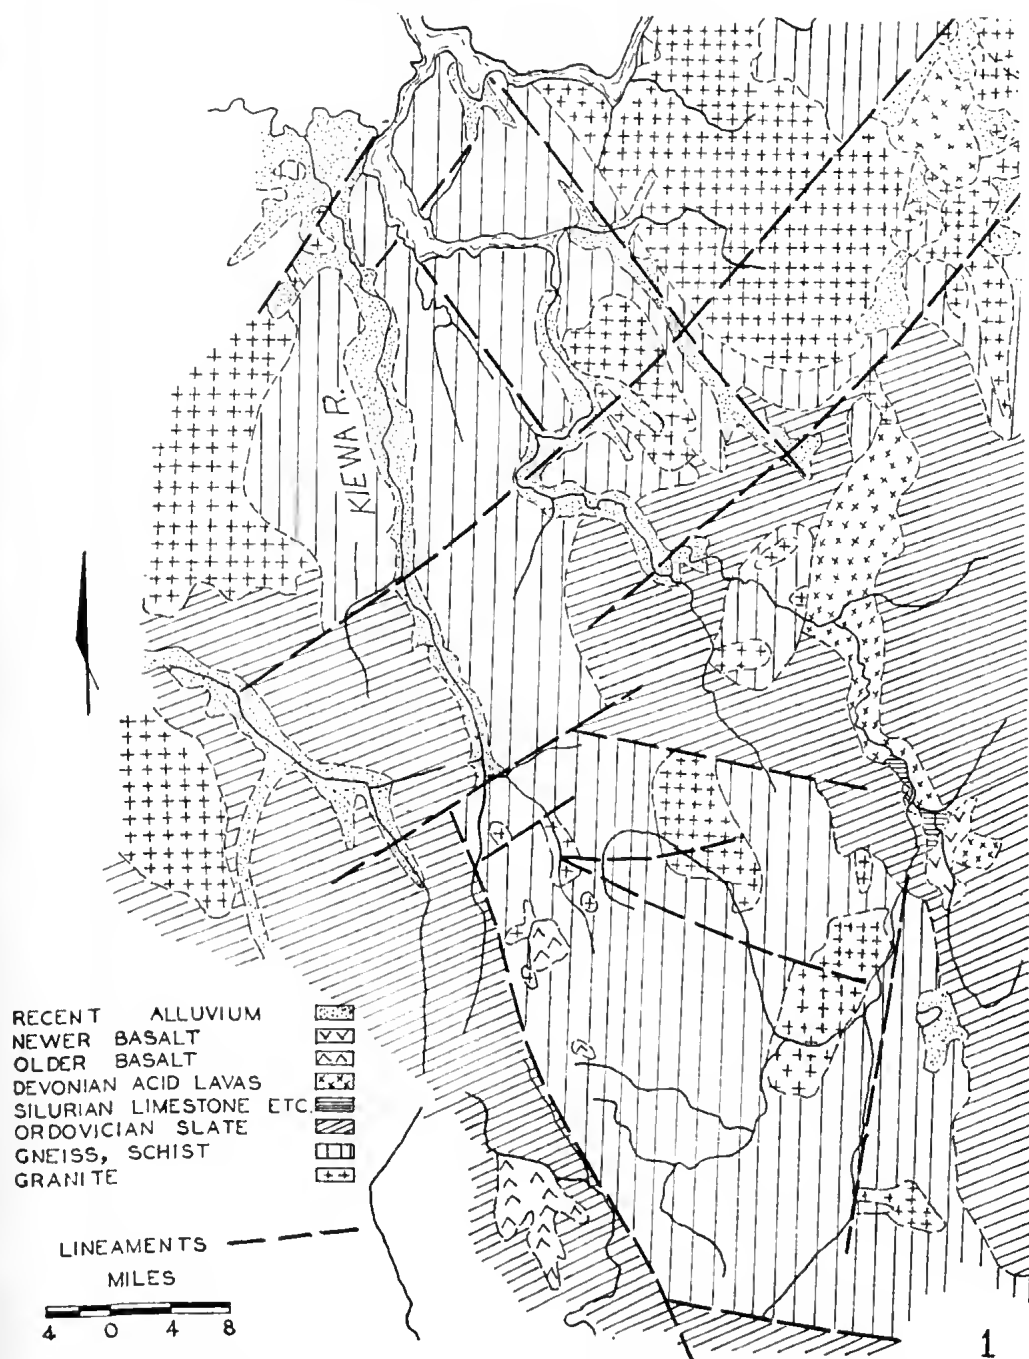 KIEWA R.
RECENT ALLUVIUM
NEWER BASALT
OLDER BASALT
DEVONIAN ACID LAVAS
SILURIAN LIMESTONE ETC.
ORDOVICIAN SLATE
GNEISS, SCHIST
GRANITE
LINEAMENTS
MILES
4 0 4 8
1